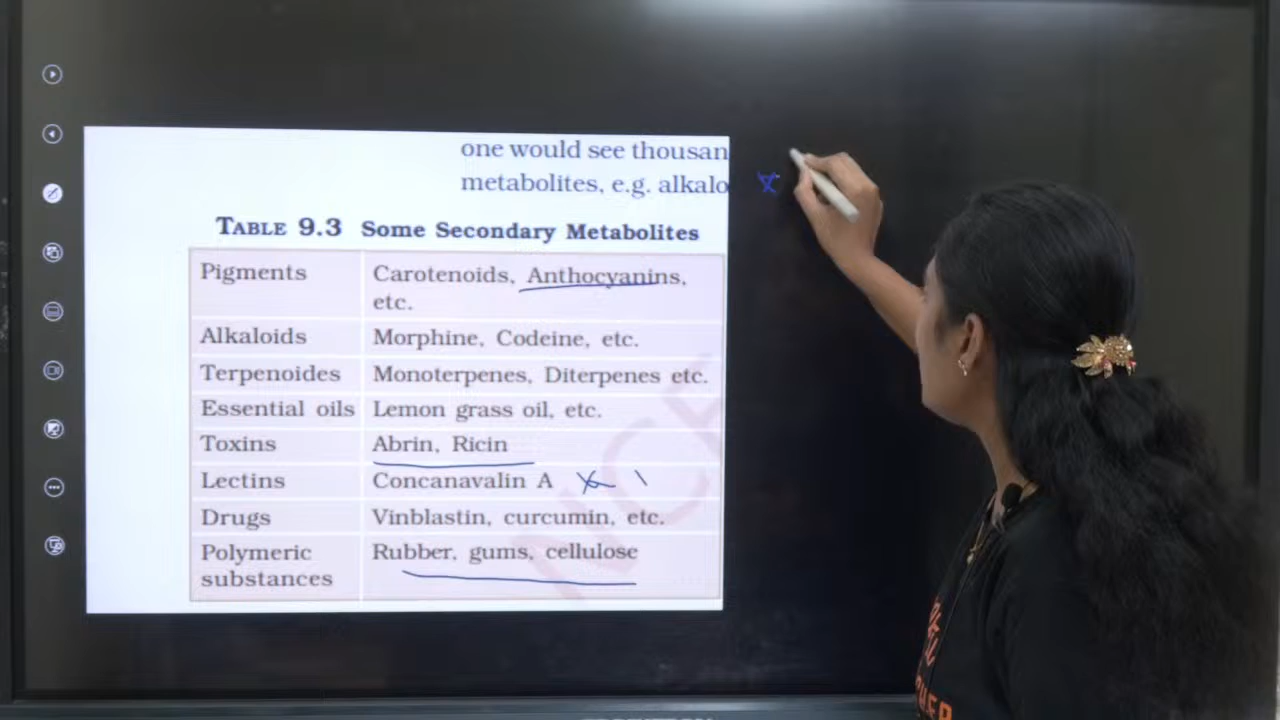 one would see thousan
metabolites, e.g. alkalo
TABLE 9.3 Some Secondary Metabolites
Pigments Carotenoids, Anthocyanins,
etc.
Alkaloids Morphine, Codeine, etc.
Terpenoides Monoterpenes, Diterpenes etc.
Essential oils Lemon grass oil, etc.
Toxins Abrin, Ricin
Lectins Concanavalin A
Drugs Vinblastin, curcumin, etc.
Polymeric Rubber, gums, cellulose
substances